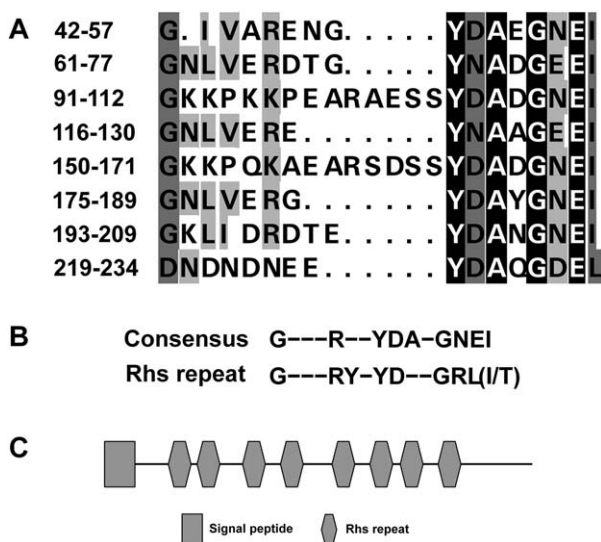 A
42-57 G.IVARENG.....YDAEGNEI
61-77 GNLVERDTG.....YNADGEEI
91-112 GKKPKKPEARAESSYDADGNEI
116-130 GNLVERE.......YNAAGEEI
150-171 GKKPQKAEARSDSSYDADGNEI
175-189 GNLVERG.......YDAYGNEI
193-209 GKLIDRDTE.....YDANGNEI
219-234 DNDNDNEE......YDAQGDEL
B
Consensus G---R--YDA-GNEI
Rhs repeat G---RY-YD--GRL(I/T)
C
Signal peptide Rhs repeat